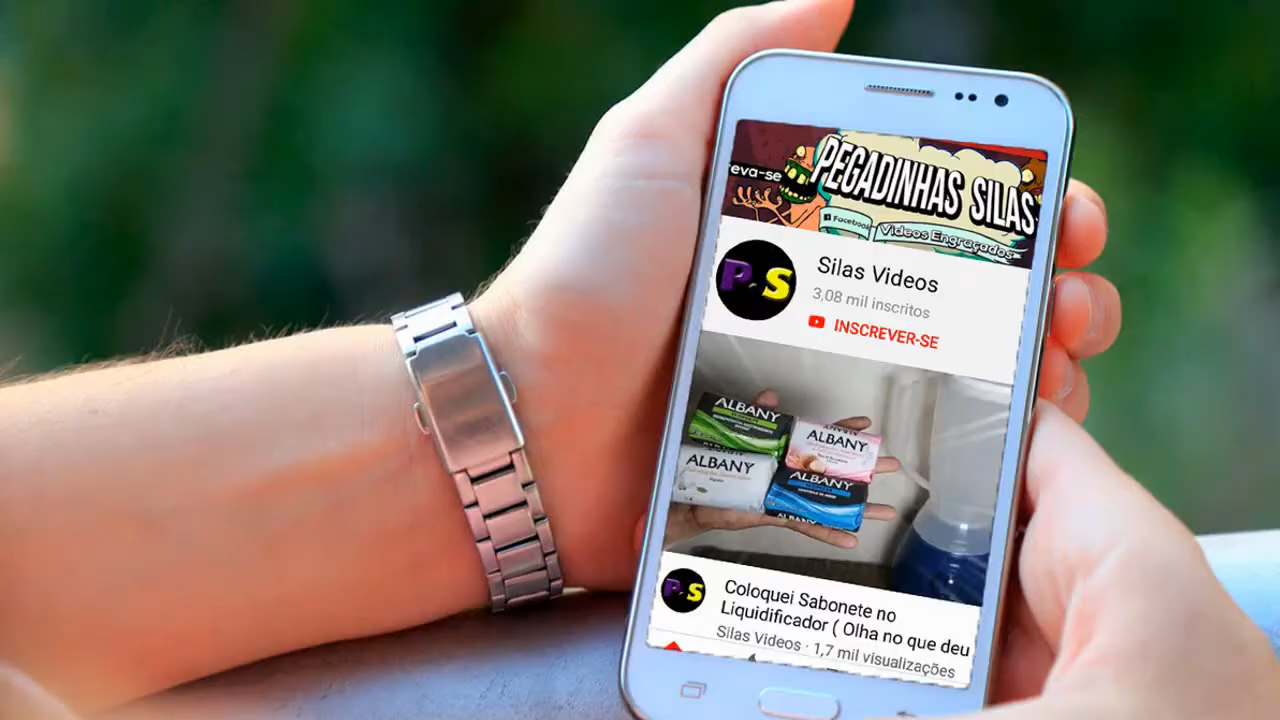 PEGADINHAS SILAS
eva-se
Facebook
Videos Engraçados
P S
Silas Videos
3,08 mil inscritos
INSCREVER-SE
ALBANY
ALBANY
ALBANY
ALBANY
ALBANY
P S
Coloquei Sabonete no
Liquidificador ( Olha no que deu
Silas Videos · 1,7 mil visualizações